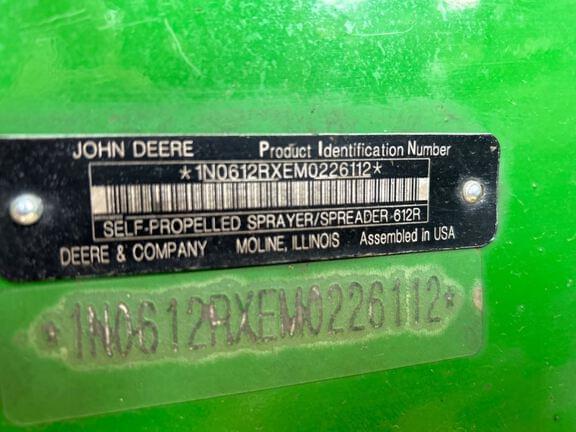 JOHN DEERE Product Identification Number
*1N0612RXEM0226112*
SELF-PROPELLED SPRAYER/SPREADER-612R
DEERE & COMPANY MOLINE, ILLINOIS Assembled in USA
*1N0612RXEM0226112*